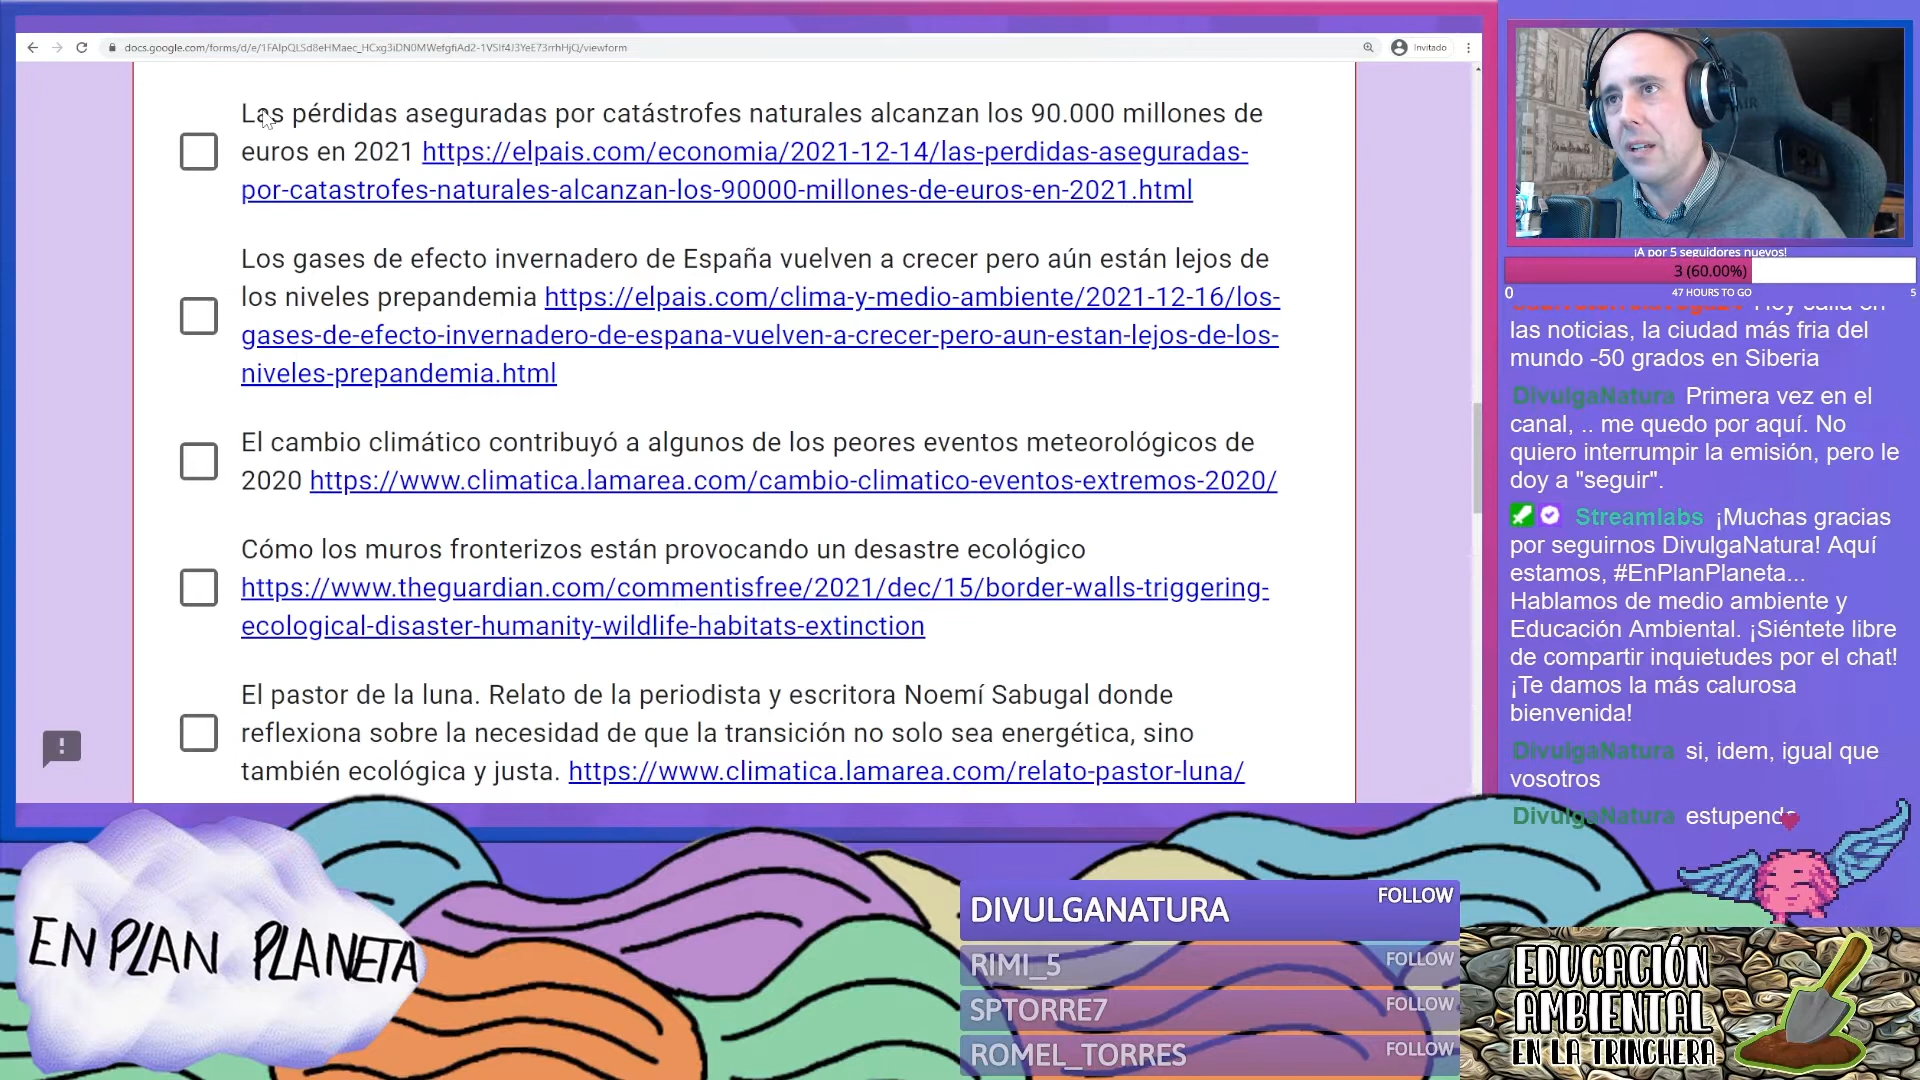 docs.google.com/forms/d/e/1FAIpQLSd8eHMaec_HCxg3iDN0MWefgfiAd2-1VSIf4J3YeE73rrhHjQ/viewform
Invitado
Las pérdidas aseguradas por catástrofes naturales alcanzan los 90.000 millones de
euros en 2021 https://elpais.com/economia/2021-12-14/las-perdidas-aseguradas-
por-catastrofes-naturales-alcanzan-los-90000-millones-de-euros-en-2021.html
Los gases de efecto invernadero de España vuelven a crecer pero aún están lejos de
los niveles prepandemia https://elpais.com/clima-y-medio-ambiente/2021-12-16/los-
gases-de-efecto-invernadero-de-espana-vuelven-a-crecer-pero-aun-estan-lejos-de-los-
niveles-prepandemia.html
El cambio climático contribuyó a algunos de los peores eventos meteorológicos de
2020 https://www.climatica.lamarea.com/cambio-climatico-eventos-extremos-2020/
Cómo los muros fronterizos están provocando un desastre ecológico
https://www.theguardian.com/commentisfree/2021/dec/15/border-walls-triggering-
ecological-disaster-humanity-wildlife-habitats-extinction
El pastor de la luna. Relato de la periodista y escritora Noemí Sabugal donde
reflexiona sobre la necesidad de que la transición no solo sea energética, sino
también ecológica y justa. https://www.climatica.lamarea.com/relato-pastor-luna/
¡A por 5 seguidores nuevos!
3 (60.00%)
0
47 HOURS TO GO
5
las noticias, la ciudad más fria del
mundo -50 grados en Siberia
DivulgaNatura Primera vez en el
canal, .. me quedo por aquí. No
quiero interrumpir la emisión, pero le
doy a "seguir".
Streamlabs ¡Muchas gracias
por seguirnos DivulgaNatura! Aquí
estamos, #EnPlanPlaneta...
Hablamos de medio ambiente y
Educación Ambiental. ¡Siéntete libre
de compartir inquietudes por el chat!
¡Te damos la más calurosa
bienvenida!
DivulgaNatura si, idem, igual que
vosotros
DivulgaNatura estupendo
EN PLAN PLANETA
DIVULGANATURA FOLLOW
RIMI_5 FOLLOW
SPTORRE7 FOLLOW
ROMEL_TORRES FOLLOW
EDUCACIÓN
AMBIENTAL
EN LA TRINCHERA